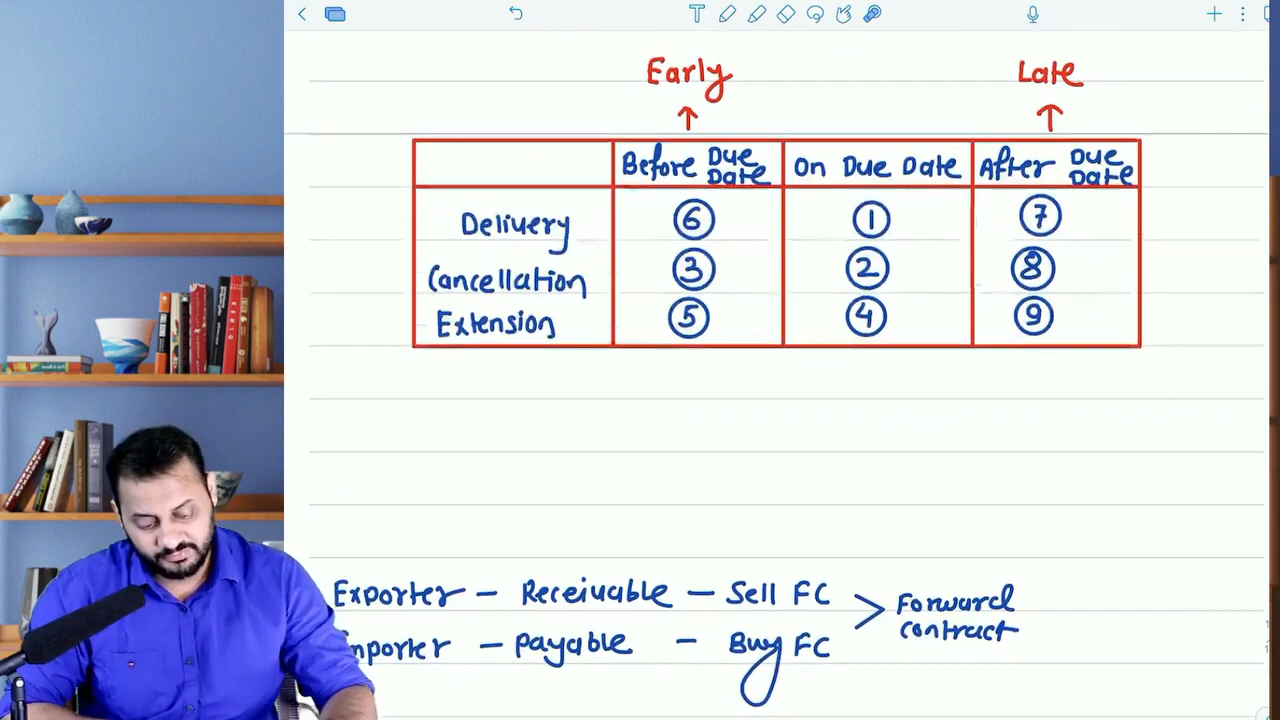 Early Late
↑ ↑
Before Due Date On Due Date After Due Date
Delivery ⑥ ① ⑦
Cancellation ③ ② ⑧
Extension ⑤ ④ ⑨
Exporter – Receivable – Sell FC
mporter – Payable – Buy FC
> Forward contract